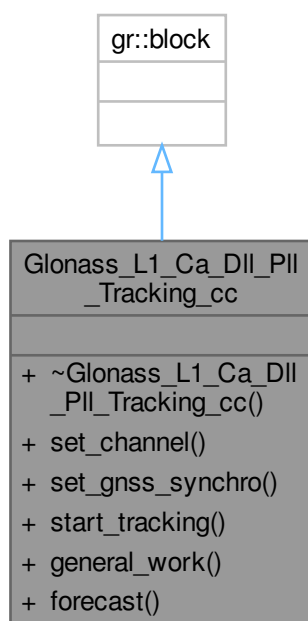 gr::block
Glonass_L1_Ca_Dll_Pll
_Tracking_cc
+ ~Glonass_L1_Ca_Dll
_Pll_Tracking_cc()
+ set_channel()
+ set_gnss_synchro()
+ start_tracking()
+ general_work()
+ forecast()